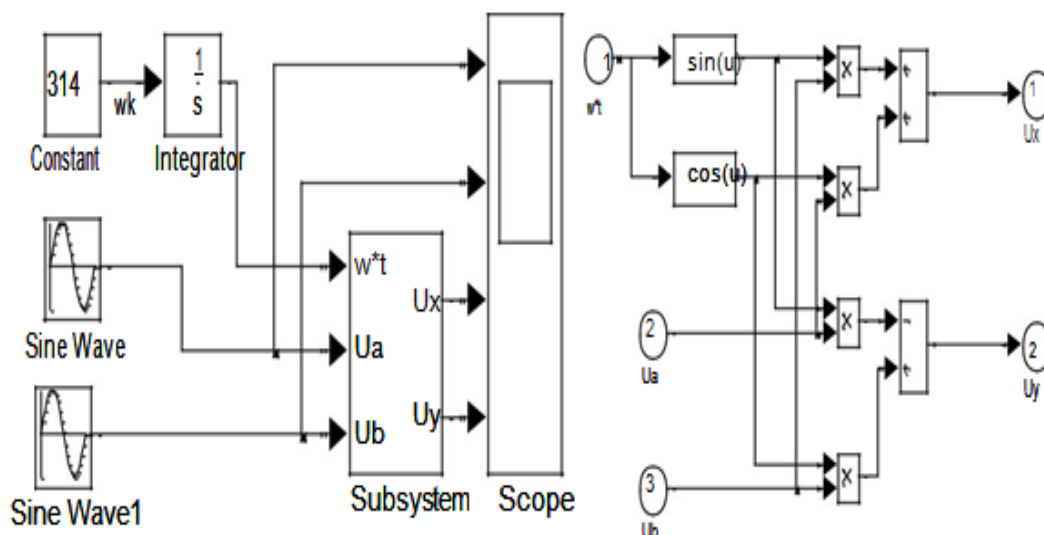 314
wk
Constant
1
s
Integrator
Sine Wave
Sine Wave1
w*t
Ua
Ub
Ux
Uy
Subsystem
Scope
1
w*t
sin(u)
cos(u)
2
Ua
3
Ub
X
X
X
X
+
+
-
+
1
Ux
2
Uy